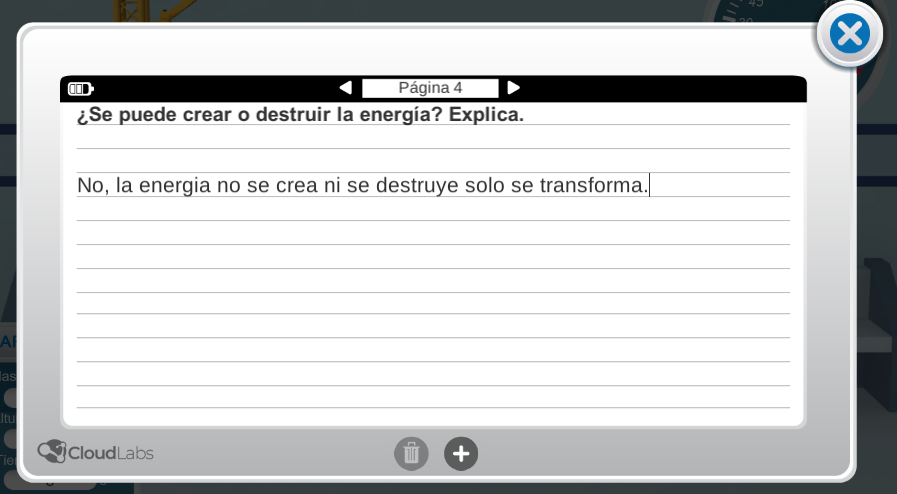 Página 4
¿Se puede crear o destruir la energía? Explica.
No, la energia no se crea ni se destruye solo se transforma.
CloudLabs